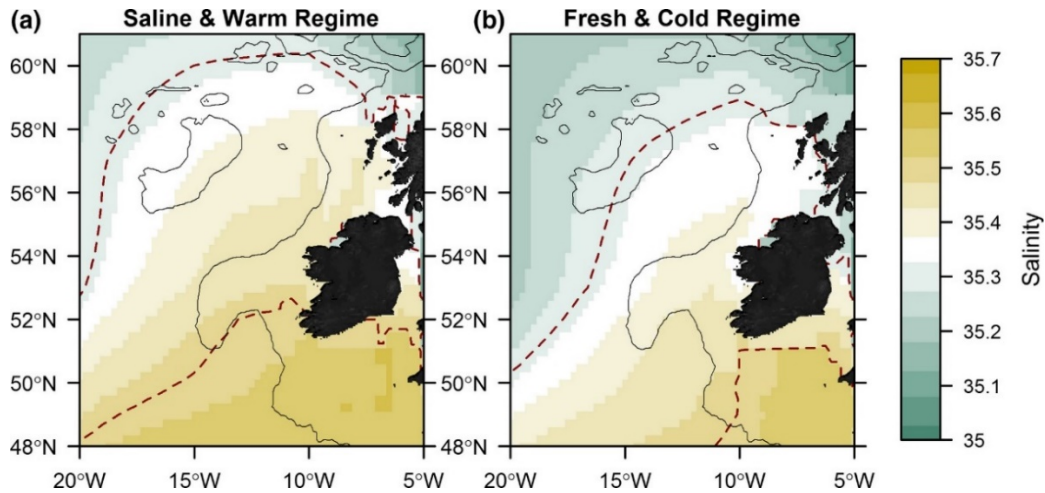 (a) Saline & Warm Regime
(b) Fresh & Cold Regime
60°N
58°N
56°N
54°N
52°N
50°N
48°N
20°W 15°W 10°W 5°W
60°N
58°N
56°N
54°N
52°N
50°N
48°N
20°W 15°W 10°W 5°W
35.7
35.6
35.5
35.4
35.3
35.2
35.1
35
Salinity